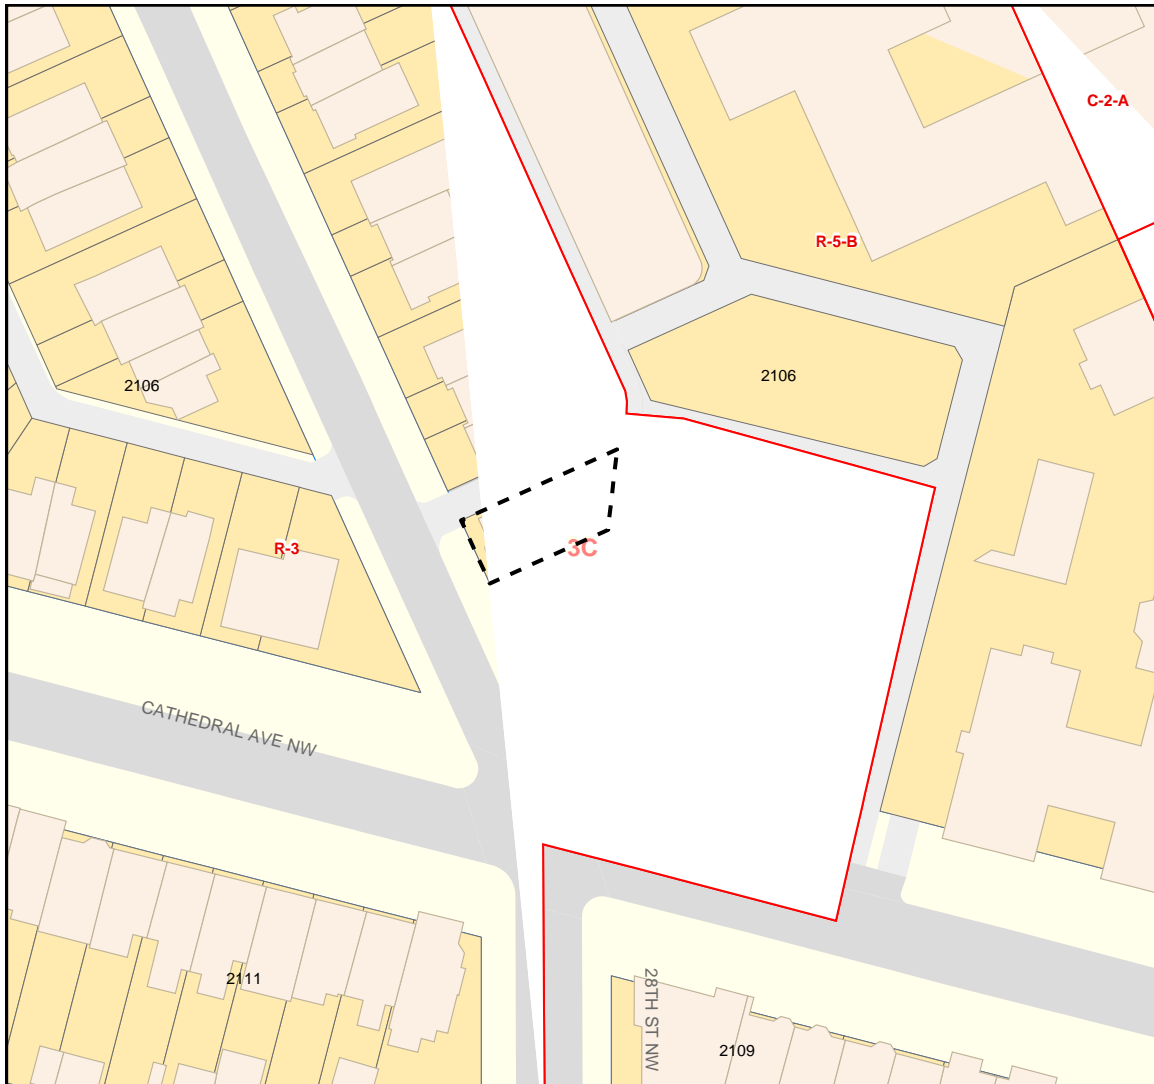 C-2-A
R-5-B
2106
2106
R-3
3C
CATHEDRAL AVE NW
2111
28TH ST NW
2109